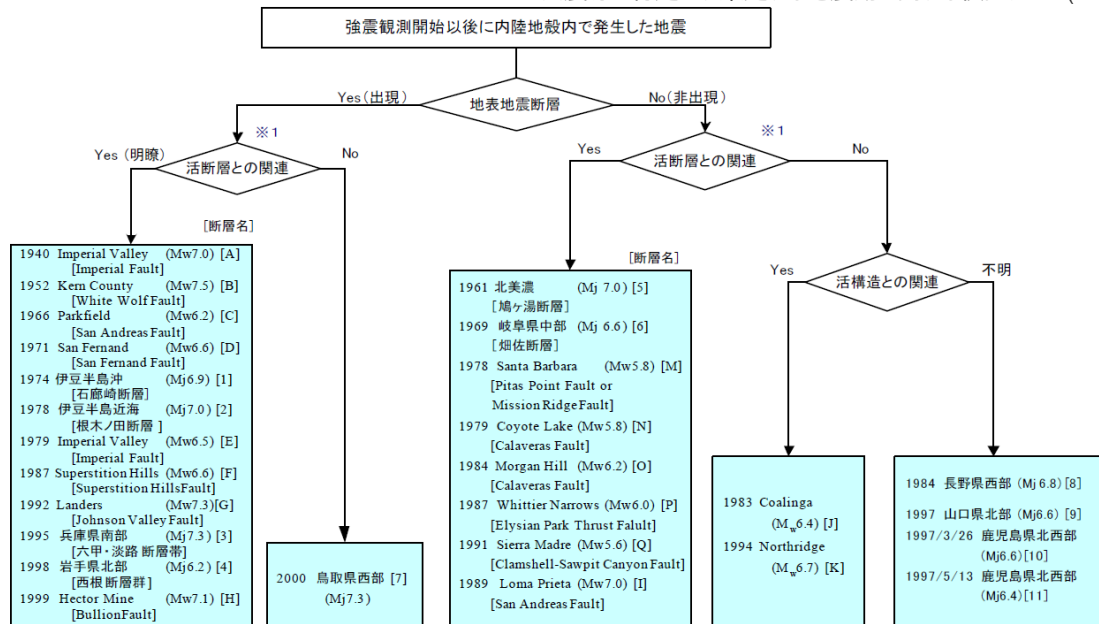 強震観測開始以後に内陸地殻内で発生した地震
Yes(出現)
地表地震断層
No(非出現)
※1
※1
Yes (明瞭)
活断層との関連
No
Yes
活断層との関連
No
[断層名]
1940 Imperial Valley (Mw7.0) [A]
[Imperial Fault]
1952 Kern County (Mw7.5) [B]
[White Wolf Fault]
1966 Parkfield (Mw6.2) [C]
[San Andreas Fault]
1971 San Fernand (Mw6.6) [D]
[San Fernand Fault]
1974 伊豆半島沖 (Mj6.9) [1]
[石廊崎断層]
1978 伊豆半島近海 (Mj7.0) [2]
[根木ノ田断層 ]
1979 Imperial Valley (Mw6.5) [E]
[Imperial Fault]
1987 Superstition Hills (Mw6.6) [F]
[Superstition HillsFault]
1992 Landers (Mw7.3)[G]
[Johnson Valley Fault]
1995 兵庫県南部 (Mj7.3) [3]
[六甲・淡路 断層帯]
1998 岩手県北部 (Mj6.2) [4]
[西根断層群]
1999 Hector Mine (Mw7.1) [H]
[BullionFault]
2000 鳥取県西部 [7]
(Mj7.3)
[断層名]
1961 北美濃 (Mj 7.0) [5]
[鳩ヶ湯断層]
1969 岐阜県中部 (Mj 6.6) [6]
[畑佐断層]
1978 Santa Barbara (Mw5.8) [M]
[Pitas Point Fault or
Mission Ridge Fault]
1979 Coyote Lake (Mw5.8) [N]
[Calaveras Fault]
1984 Morgan Hill (Mw6.2) [O]
[Calaveras Fault]
1987 Whittier Narrows (Mw6.0) [P]
[Elysian Park Thrust Falult]
1991 Sierra Madre (Mw5.6) [Q]
[Clamshell-Sawpit Canyon Fault]
1989 Loma Prieta (Mw7.0) [I]
[San Andreas Fault]
Yes
活構造との関連
不明
1983 Coalinga
(Mw6.4) [J]
1994 Northridge
(Mw6.7) [K]
1984 長野県西部 (Mj 6.8) [8]
1997 山口県北部 (Mj6.6) [9]
1997/3/26 鹿児島県北西部
(Mj6.6)[10]
1997/5/13 鹿児島県北西部
(Mj6.4)[11]